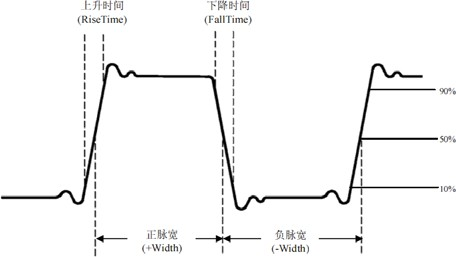 上升时间
(RiseTime)
下降时间
(FallTime)
90%
50%
10%
正脉宽
(+Width)
负脉宽
(-Width)